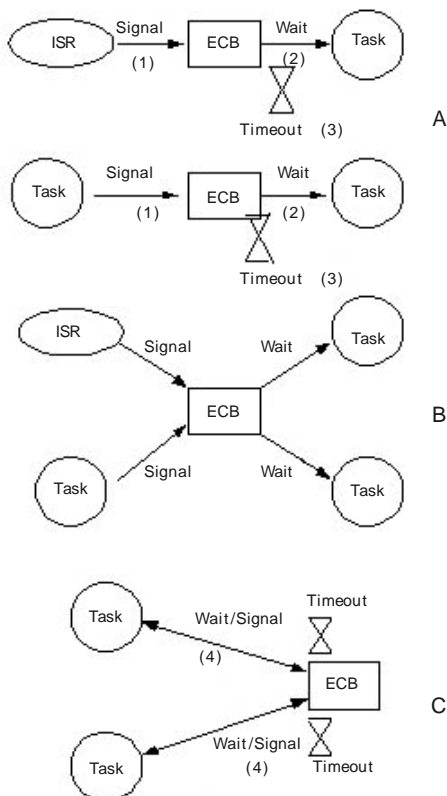 ISR
Signal
(1)
ECB
Wait
(2)
Task
Timeout (3)
A
Task
Signal
(1)
ECB
Wait
(2)
Task
Timeout (3)
ISR
Signal
Wait
Task
ECB
B
Task
Signal
Wait
Task
Task
Wait/Signal
(4)
Timeout
ECB
C
Task
Wait/Signal
(4)
Timeout